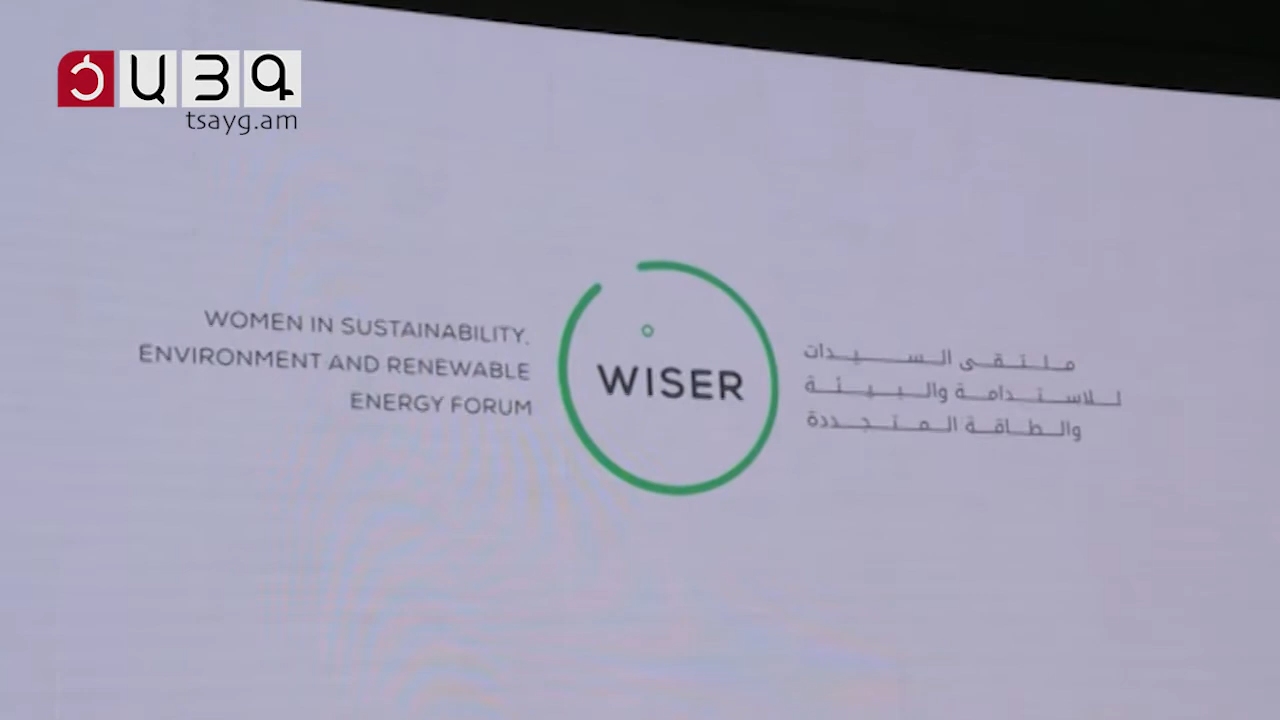 ԾԱՅԳ
tsayg.am
WOMEN IN SUSTAINABILITY,
ENVIRONMENT AND RENEWABLE
ENERGY FORUM
WISER
ملتقى السيدات
للاستدامة والبيئة
والطاقة المتجددة